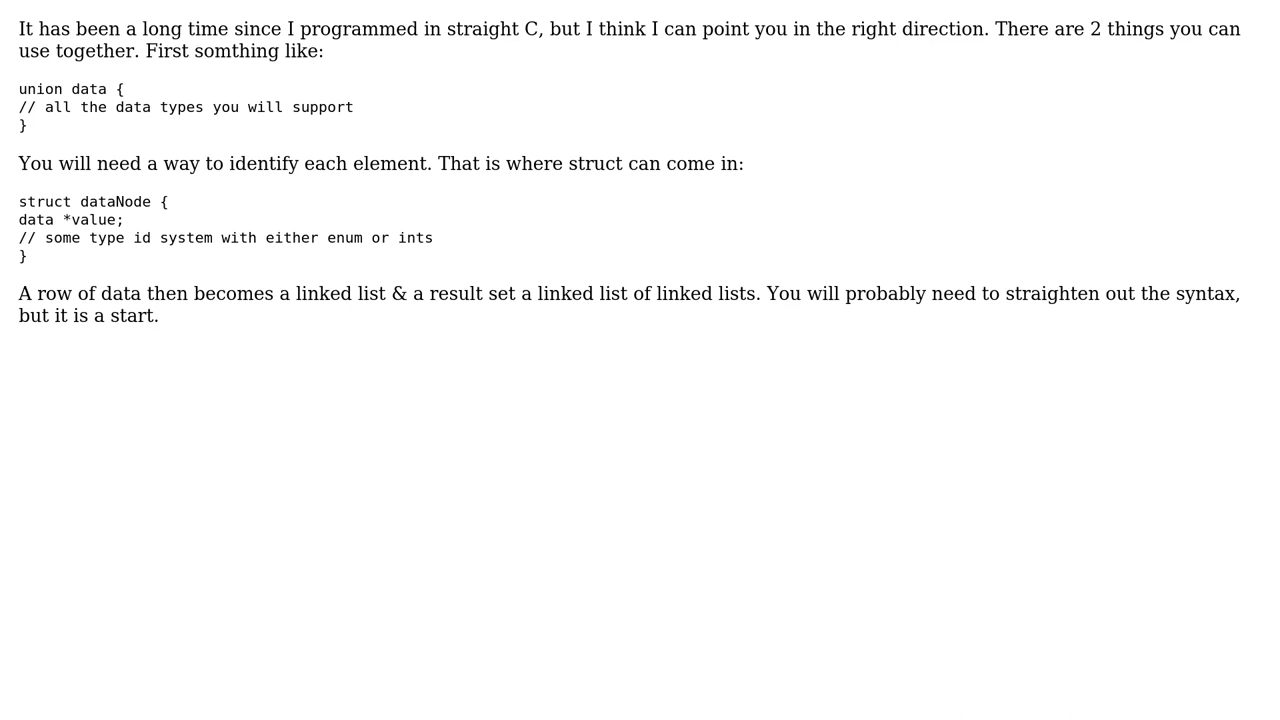 It has been a long time since I programmed in straight C, but I think I can point you in the right direction. There are 2 things you can
use together. First somthing like:
union data {
// all the data types you will support
}
You will need a way to identify each element. That is where struct can come in:
struct dataNode {
data *value;
// some type id system with either enum or ints
}
A row of data then becomes a linked list & a result set a linked list of linked lists. You will probably need to straighten out the syntax,
but it is a start.